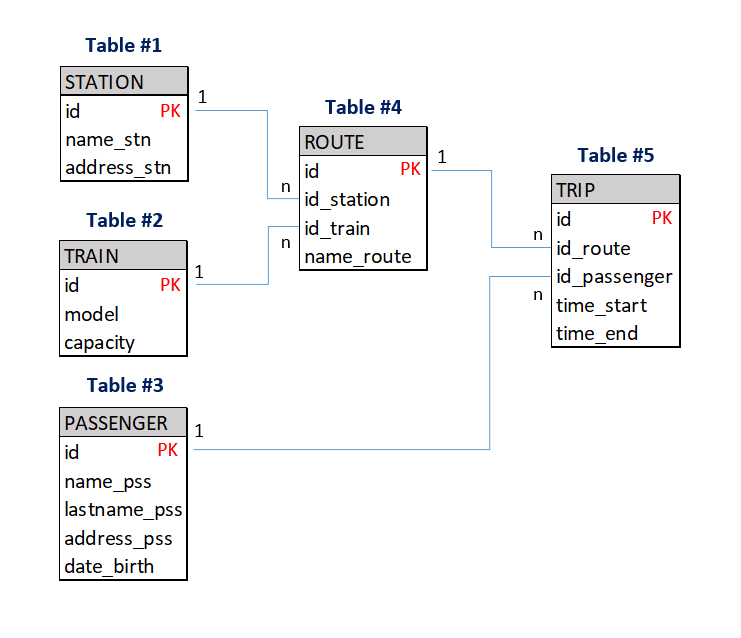 Table #1
STATION
id PK
name_stn
address_stn
1
n
Table #2
TRAIN
id PK
model
capacity
1
n
Table #3
PASSENGER
id PK
name_pss
lastname_pss
address_pss
date_birth
1
n
Table #4
ROUTE
id PK
id_station
id_train
name_route
1
n
Table #5
TRIP
id PK
id_route
id_passenger
time_start
time_end